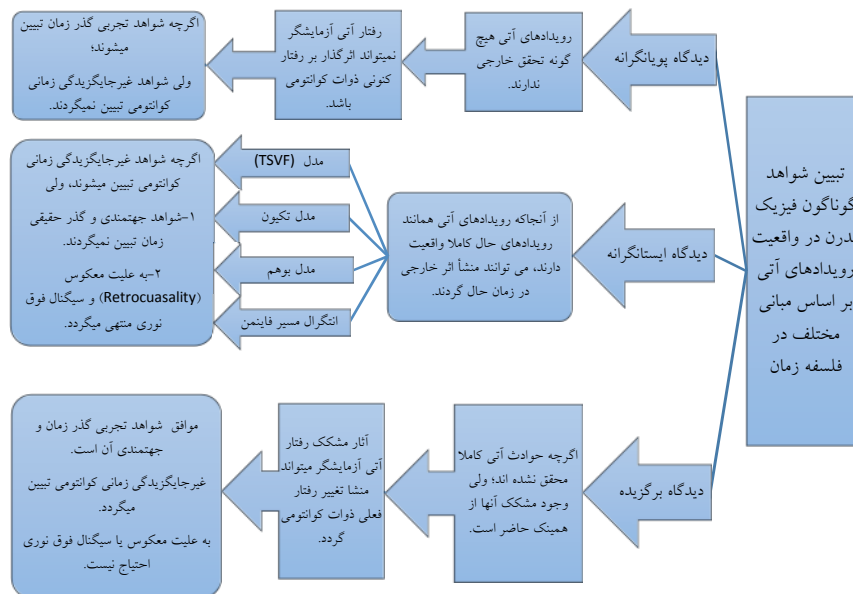 تبیین شواهد
گوناگون فیزیک
مدرن در واقعیت
رویدادهای آتی
بر اساس مبانی
مختلف در
فلسفه زمان
دیدگاه پویانگرانه
رویدادهای آتی هیچ
گونه تحقق خارجی
ندارند.
رفتار آتی آزمایشگر
نمیتواند اثرگذار بر رفتار
کنونی ذوات کوانتومی
باشد.
اگرچه شواهد تجربی گذر زمان تبیین
میشوند؛
ولی شواهد غیرجایگزیدگی زمانی
کوانتومی تبیین نمیگردند.
دیدگاه ایستانگرانه
از آنجاکه رویدادهای آتی همانند
رویدادهای حال کاملا واقعیت
دارند، می توانند منشأ اثر خارجی
در زمان حال گردند.
مدل (TSVF)
مدل تکیون
مدل بوهم
انتگرال مسیر فاینمن
اگرچه شواهد غیرجایگزیدگی زمانی
کوانتومی تبیین میشوند، ولی
۱-شواهد جهتمندی و گذر حقیقی
زمان تبیین نمیگردند.
۲-به علیت معکوس
(Retrocuasality) و سیگنال فوق
نوری منتهی میگردد.
دیدگاه برگزیده
اگرچه حوادث آتی کاملا
محقق نشده اند؛ ولی
وجود مشکک آنها از
همینک حاضر است.
آثار مشکک رفتار
آتی آزمایشگر میتواند
منشا تغییر رفتار
فعلی ذوات کوانتومی
گردد.
موافق شواهد تجربی گذر زمان و
جهتمندی آن است.
غیرجایگزیدگی زمانی کوانتومی تبیین
میگردد.
به علیت معکوس یا سیگنال فوق نوری
احتیاج نیست.